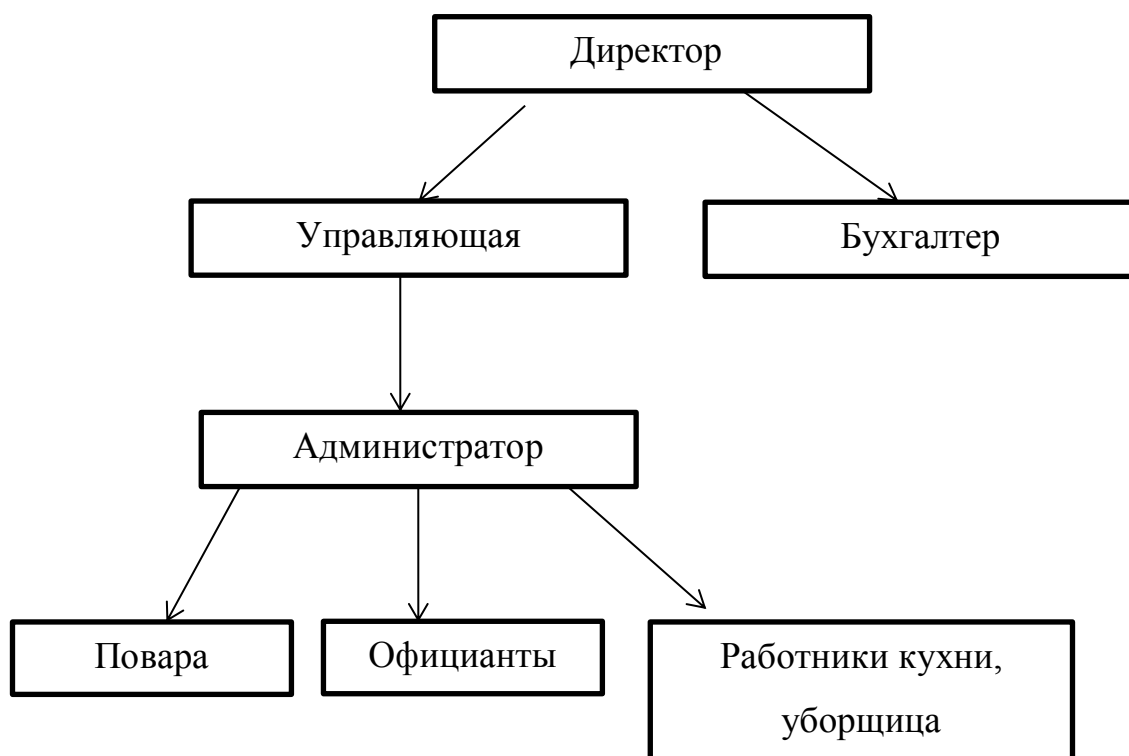 Директор
Управляющая
Бухгалтер
Администратор
Повара
Официанты
Работники кухни,
уборщица